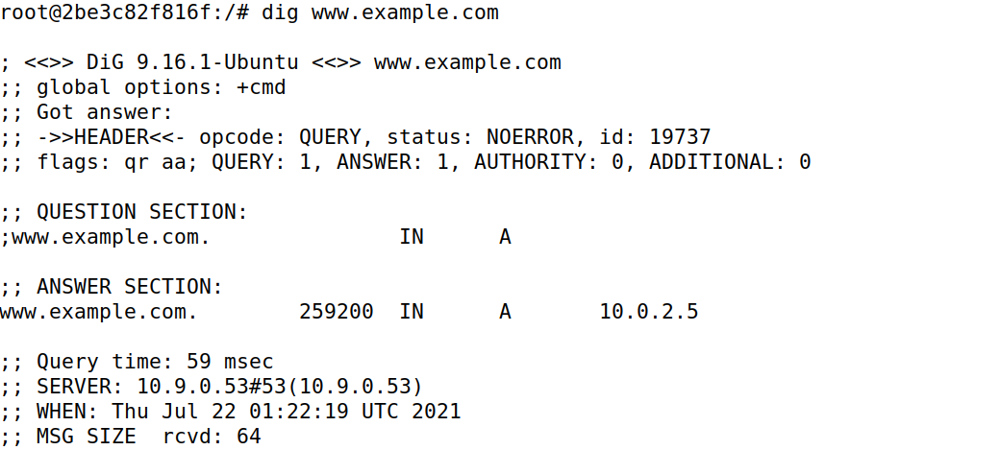 root@2be3c82f816f:/# dig www.example.com
; <<>> DiG 9.16.1-Ubuntu <<>> www.example.com
;; global options: +cmd
;; Got answer:
;; ->>HEADER<<- opcode: QUERY, status: NOERROR, id: 19737
;; flags: qr aa; QUERY: 1, ANSWER: 1, AUTHORITY: 0, ADDITIONAL: 0
;; QUESTION SECTION:
;www.example.com. IN A
;; ANSWER SECTION:
www.example.com. 259200 IN A 10.0.2.5
;; Query time: 59 msec
;; SERVER: 10.9.0.53#53(10.9.0.53)
;; WHEN: Thu Jul 22 01:22:19 UTC 2021
;; MSG SIZE rcvd: 64